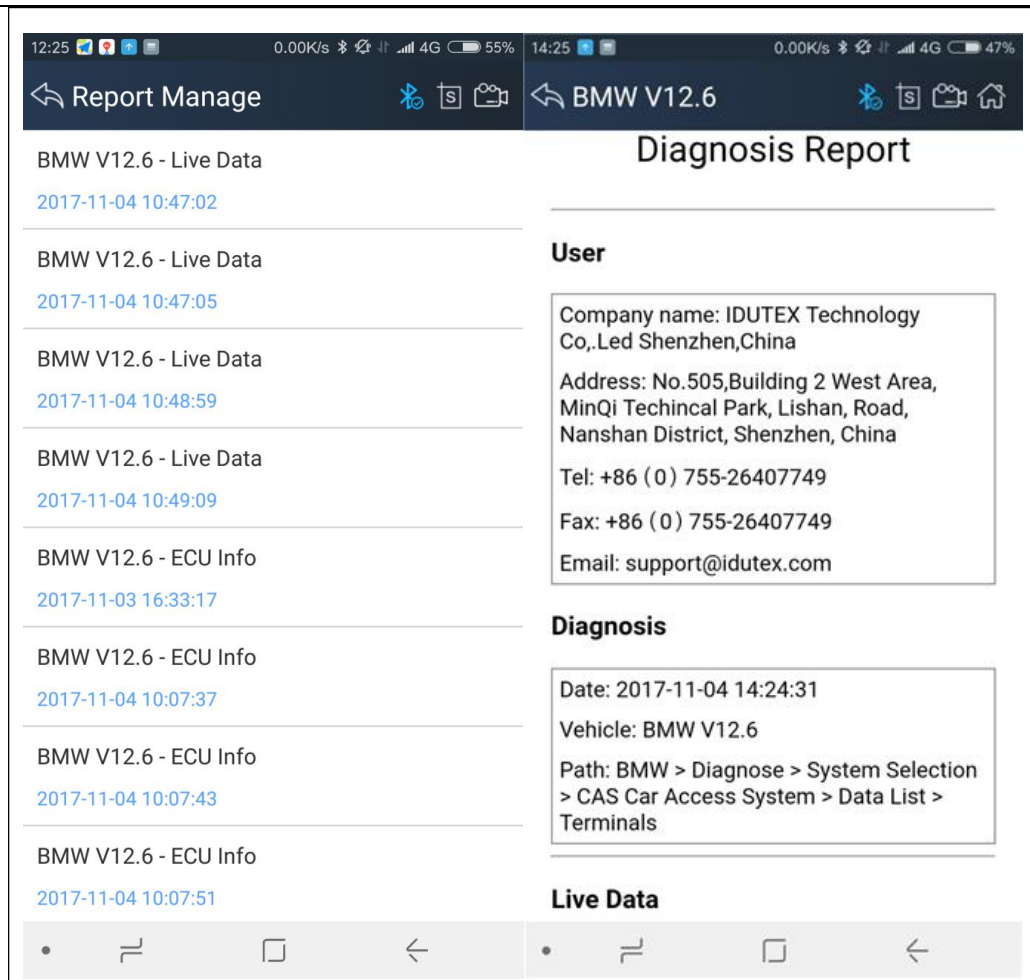 12:25
0.00K/s
4G
55%
Report Manage
S
BMW V12.6 - Live Data
2017-11-04 10:47:02
BMW V12.6 - Live Data
2017-11-04 10:47:05
BMW V12.6 - Live Data
2017-11-04 10:48:59
BMW V12.6 - Live Data
2017-11-04 10:49:09
BMW V12.6 - ECU Info
2017-11-03 16:33:17
BMW V12.6 - ECU Info
2017-11-04 10:07:37
BMW V12.6 - ECU Info
2017-11-04 10:07:43
BMW V12.6 - ECU Info
2017-11-04 10:07:51
14:25
0.00K/s
4G
47%
BMW V12.6
S
Diagnosis Report
User
Company name: IDUTEX Technology
Co,.Led Shenzhen,China
Address: No.505,Building 2 West Area,
MinQi Techincal Park, Lishan, Road,
Nanshan District, Shenzhen, China
Tel: +86 (0) 755-26407749
Fax: +86 (0) 755-26407749
Email: support@idutex.com
Diagnosis
Date: 2017-11-04 14:24:31
Vehicle: BMW V12.6
Path: BMW > Diagnose > System Selection
> CAS Car Access System > Data List >
Terminals
Live Data